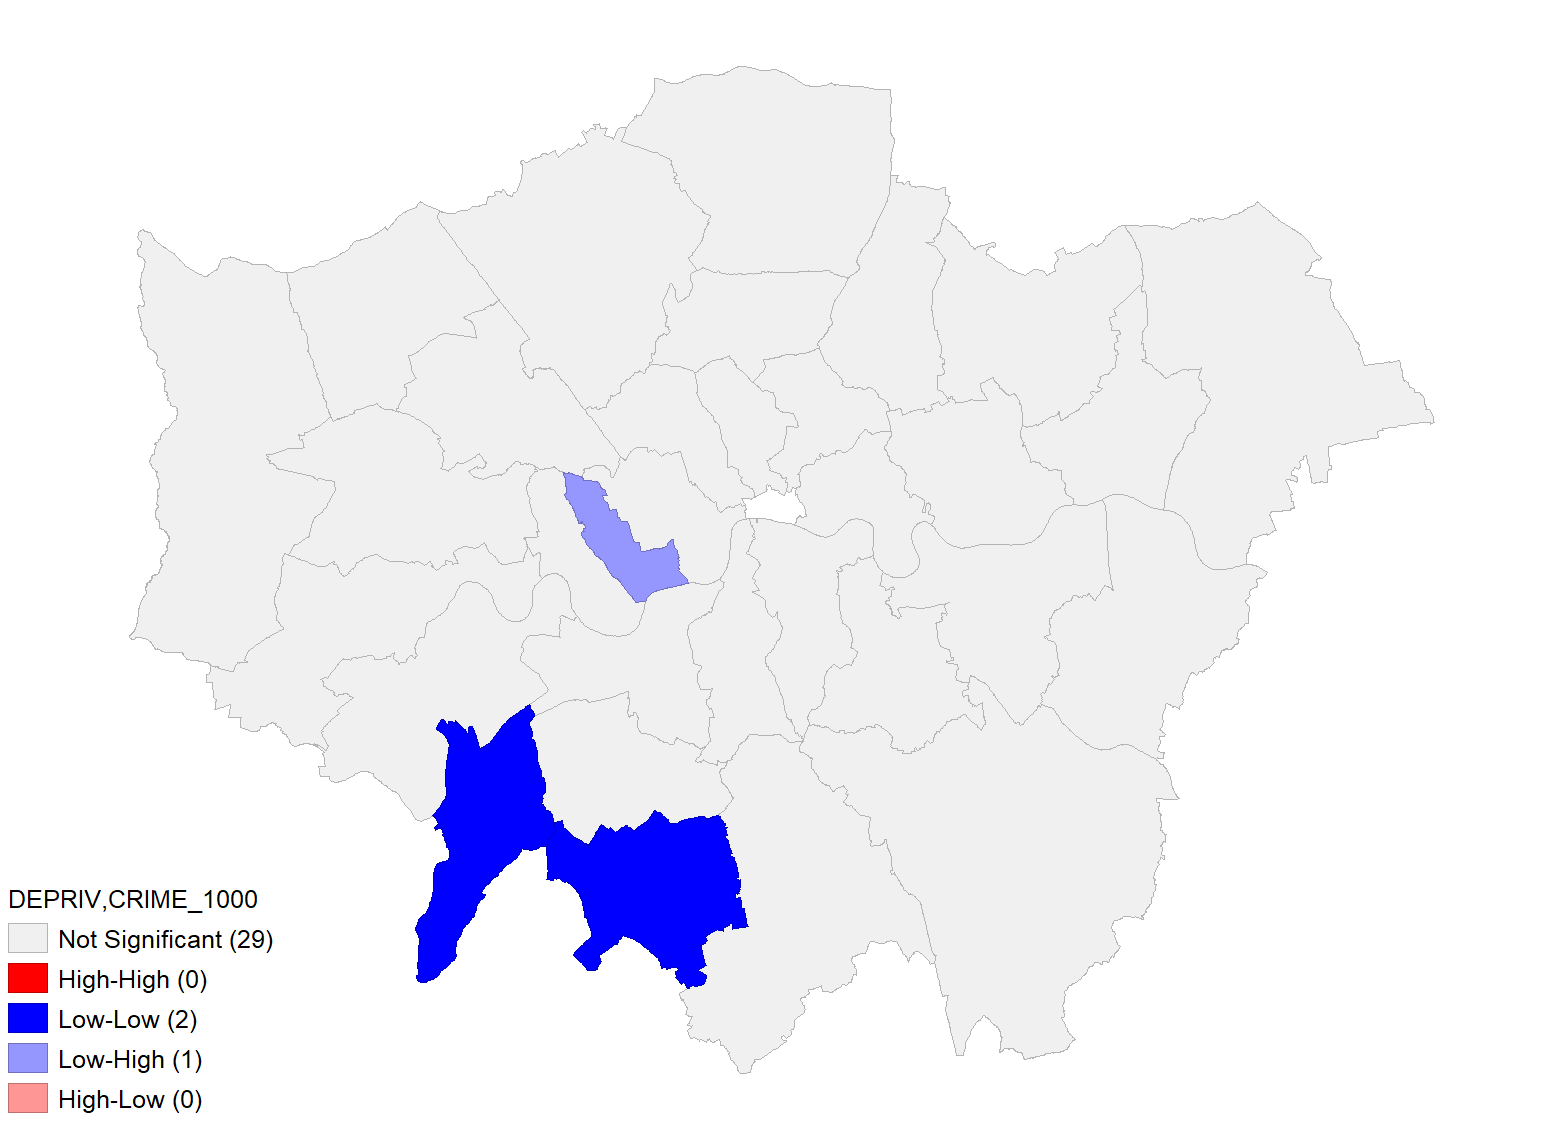 DEPRIV,CRIME_1000
Not Significant (29)
High-High (0)
Low-Low (2)
Low-High (1)
High-Low (0)